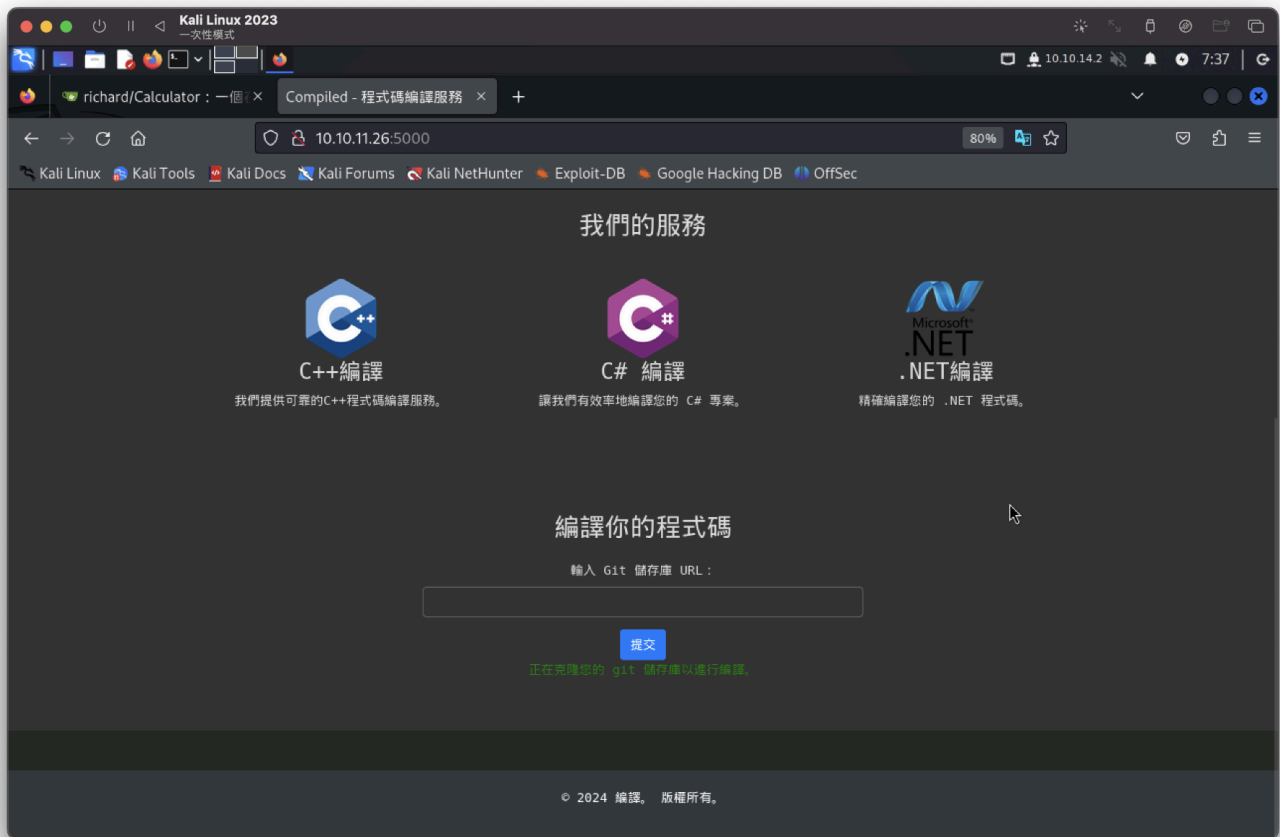 Kali Linux 2023
一次性模式
10.10.14.2 7:37
richard/Calculator：一個
Compiled - 程式碼編譯服務
10.10.11.26:5000 80%
Kali Linux Kali Tools Kali Docs Kali Forums Kali NetHunter Exploit-DB Google Hacking DB OffSec
我們的服務
C++ C# Microsoft .NET
C++編譯 C# 編譯 .NET編譯
我們提供可靠的C++程式碼編譯服務。 讓我們有效率地編譯您的 C# 專案。 精確編譯您的 .NET 程式碼。
編譯你的程式碼
輸入 Git 儲存庫 URL：
提交
正在克隆您的 git 儲存庫以進行編譯。
© 2024 編譯。 版權所有。